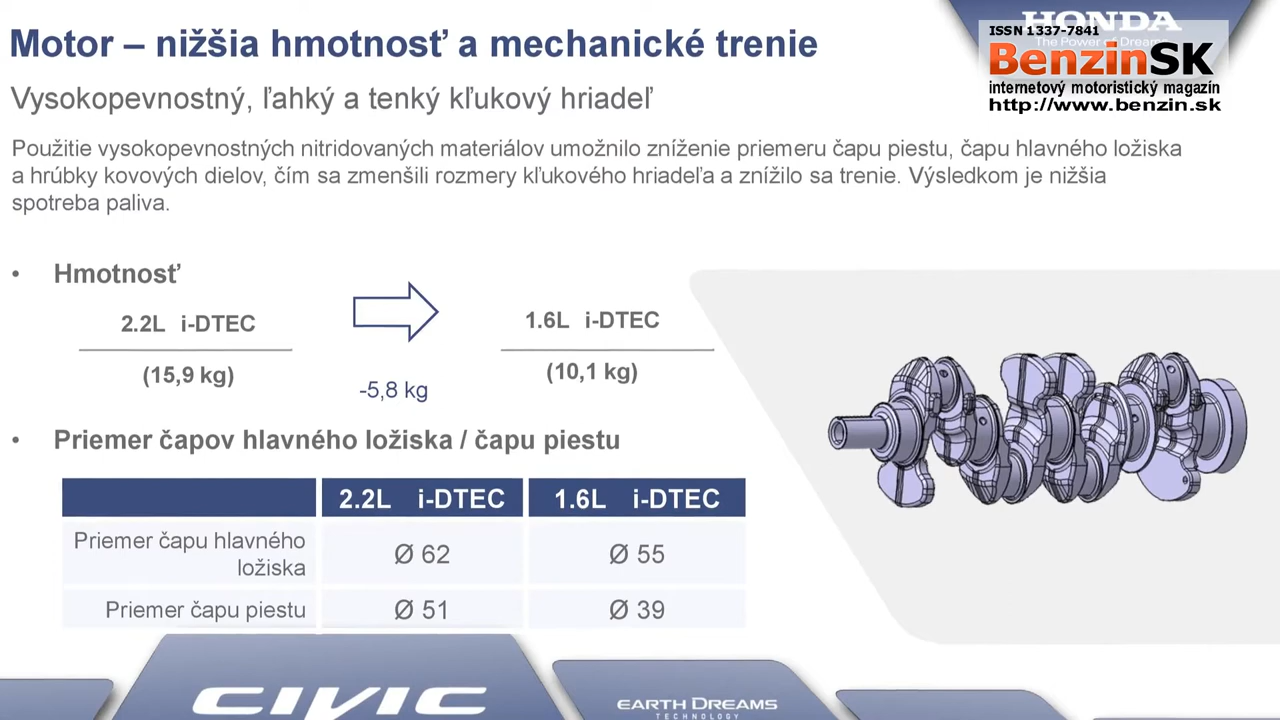 HONDA
The Power of Dreams
ISSN 1337-7841
BenzinSK
internetový motoristický magazín
http://www.benzin.sk
Motor – nižšia hmotnosť a mechanické trenie
Vysokopevnostný, ľahký a tenký kľukový hriadeľ
Použitie vysokopevnostných nitridovaných materiálov umožnilo zníženie priemeru čapu piestu, čapu hlavného ložiska
a hrúbky kovových dielov, čím sa zmenšili rozmery kľukového hriadeľa a znížilo sa trenie. Výsledkom je nižšia
spotreba paliva.
• Hmotnosť
2.2L i-DTEC 1.6L i-DTEC
(15,9 kg) (10,1 kg)
-5,8 kg
• Priemer čapov hlavného ložiska / čapu piestu
2.2L i-DTEC 1.6L i-DTEC
Priemer čapu hlavného
ložiska Ø 62 Ø 55
Priemer čapu piestu Ø 51 Ø 39
CIVIC
EARTH DREAMS
TECHNOLOGY